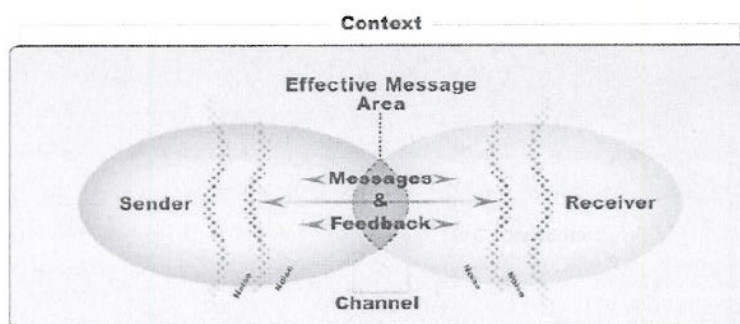 Context
Effective Message
Area
Messages
Sender & Receiver
Feedback
Noise Noise Noise Noise
Channel